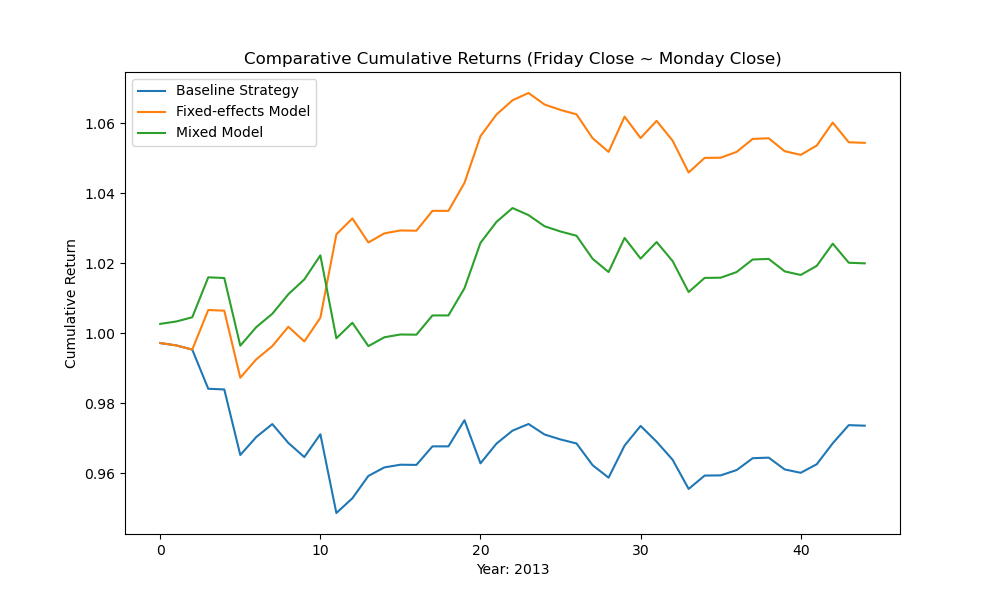 Comparative Cumulative Returns (Friday Close ~ Monday Close)
Baseline Strategy
Fixed-effects Model
Mixed Model
Cumulative Return
1.06
1.04
1.02
1.00
0.98
0.96
0
10
20
30
40
Year: 2013